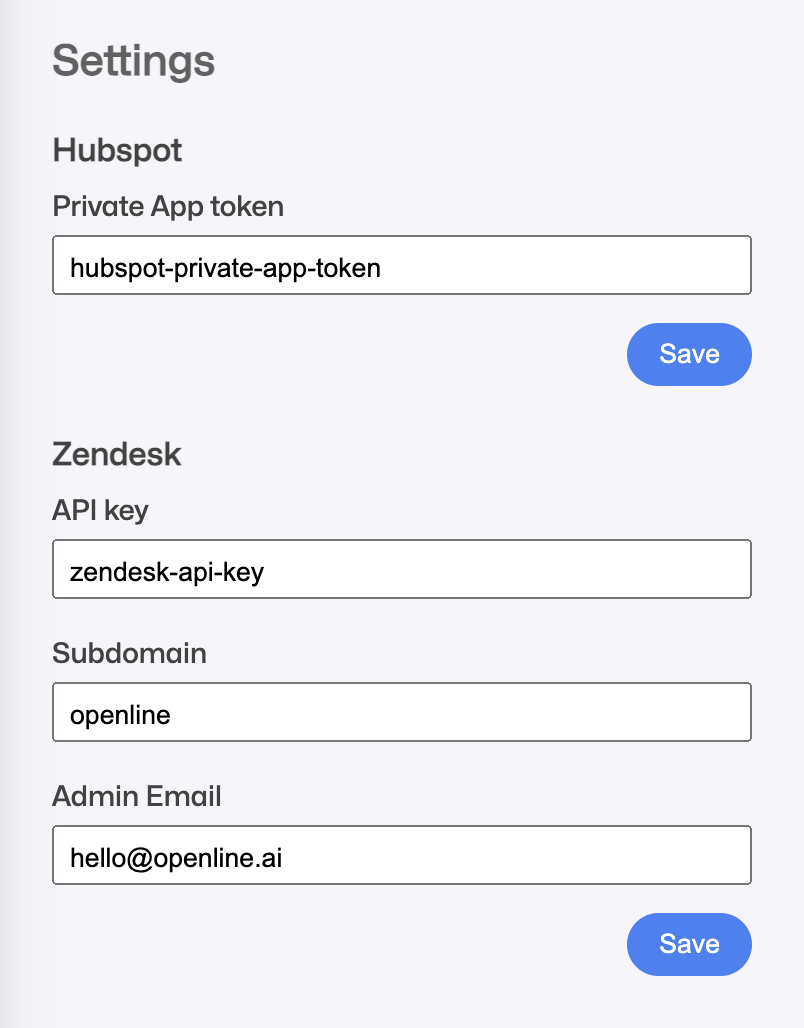 Settings
Hubspot
Private App token
hubspot-private-app-token
Save
Zendesk
API key
zendesk-api-key
Subdomain
openline
Admin Email
hello@openline.ai
Save